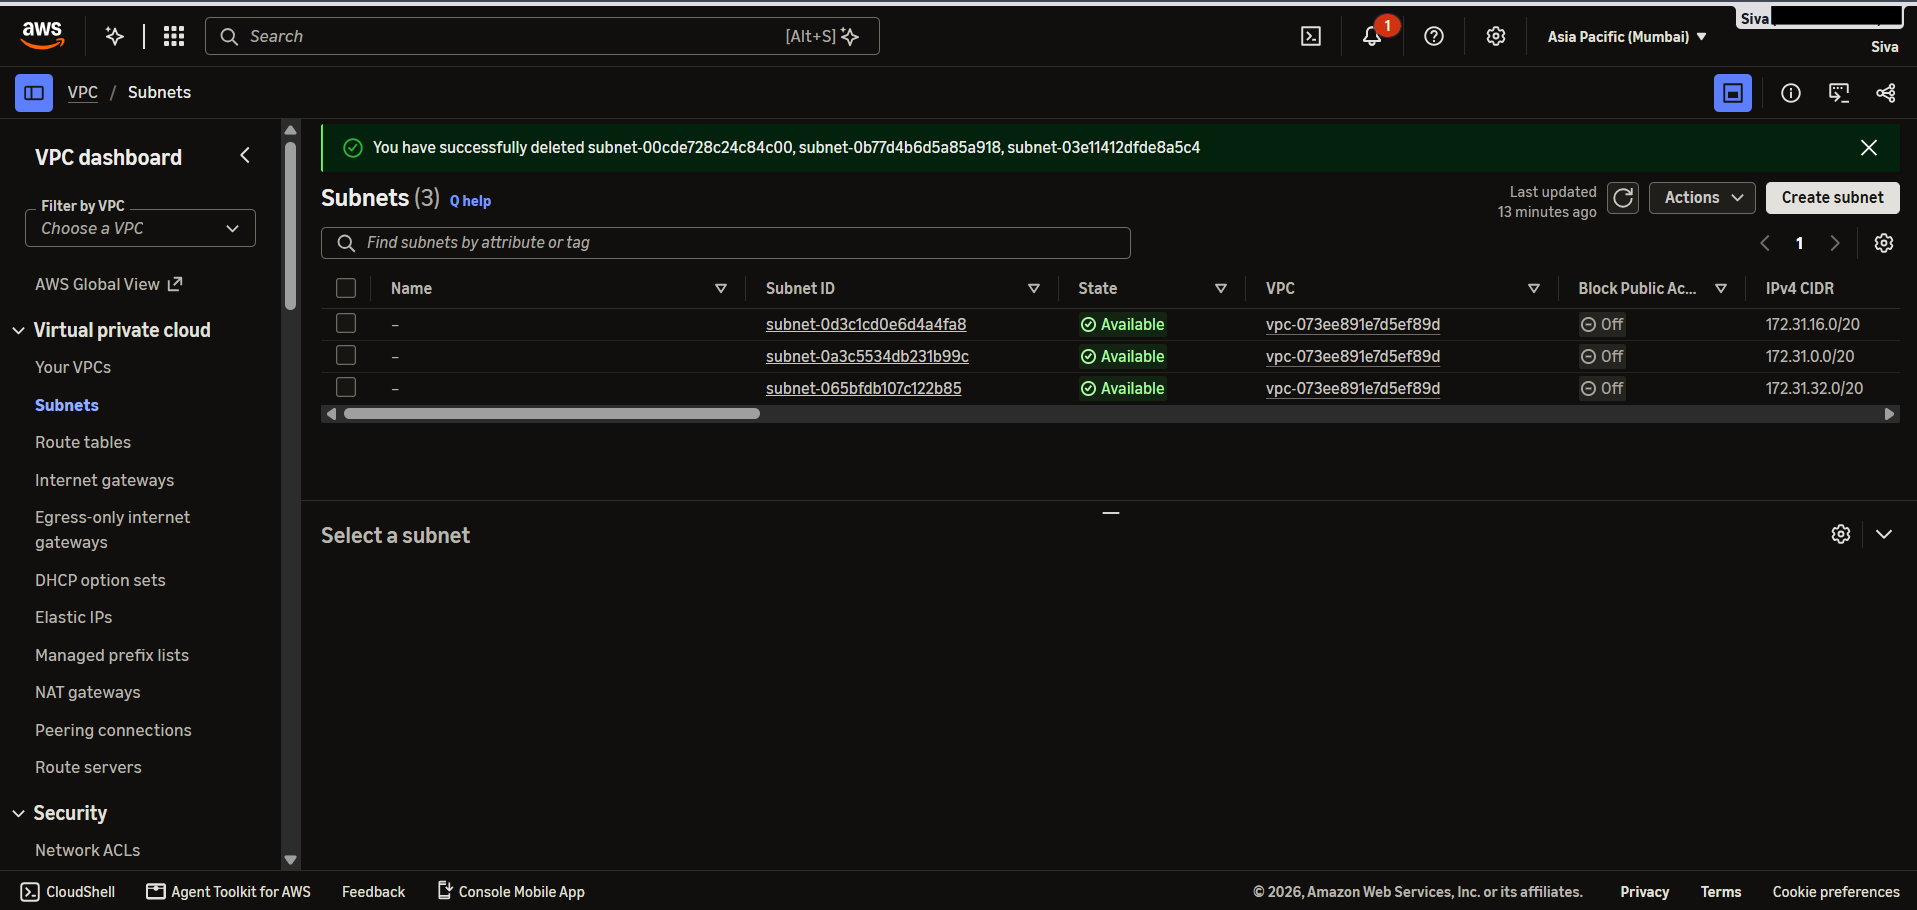 aws
Search [Alt+S]
1
Asia Pacific (Mumbai)
Siva
Siva
VPC / Subnets
VPC dashboard
Filter by VPC
Choose a VPC
AWS Global View
Virtual private cloud
Your VPCs
Subnets
Route tables
Internet gateways
Egress-only internet
gateways
DHCP option sets
Elastic IPs
Managed prefix lists
NAT gateways
Peering connections
Route servers
Security
Network ACLs
You have successfully deleted subnet-00cde728c24c84c00, subnet-0b77d4b6d5a85a918, subnet-03e11412dfde8a5c4
Subnets (3) Q help
Last updated
13 minutes ago
Actions
Create subnet
Find subnets by attribute or tag
1
Name Subnet ID State VPC Block Public Ac... IPv4 CIDR
– subnet-0d3c1cd0e6d4a4fa8 Available vpc-073ee891e7d5ef89d Off 172.31.16.0/20
– subnet-0a3c5534db231b99c Available vpc-073ee891e7d5ef89d Off 172.31.0.0/20
– subnet-065bfdb107c122b85 Available vpc-073ee891e7d5ef89d Off 172.31.32.0/20
Select a subnet
CloudShell Agent Toolkit for AWS Feedback Console Mobile App © 2026, Amazon Web Services, Inc. or its affiliates. Privacy Terms Cookie preferences